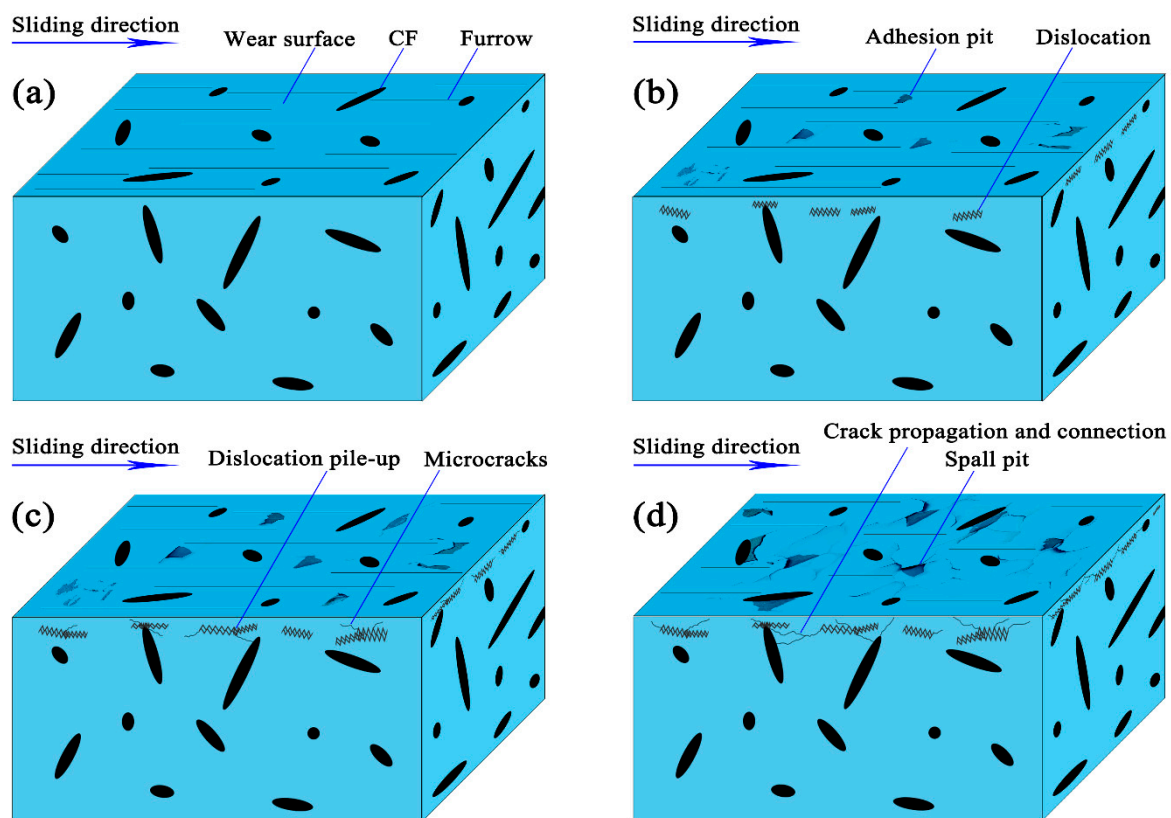 Sliding direction
Wear surface
CF
Furrow
(a)
Sliding direction
Adhesion pit
Dislocation
(b)
Sliding direction
Dislocation pile-up
Microcracks
(c)
Crack propagation and connection
Sliding direction
Spall pit
(d)